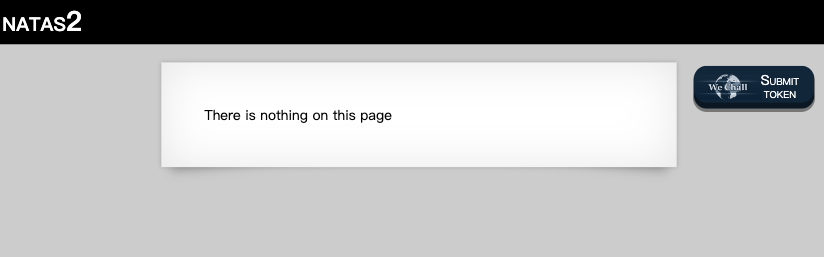 NATAS2
There is nothing on this page
We Chall
SUBMIT
TOKEN